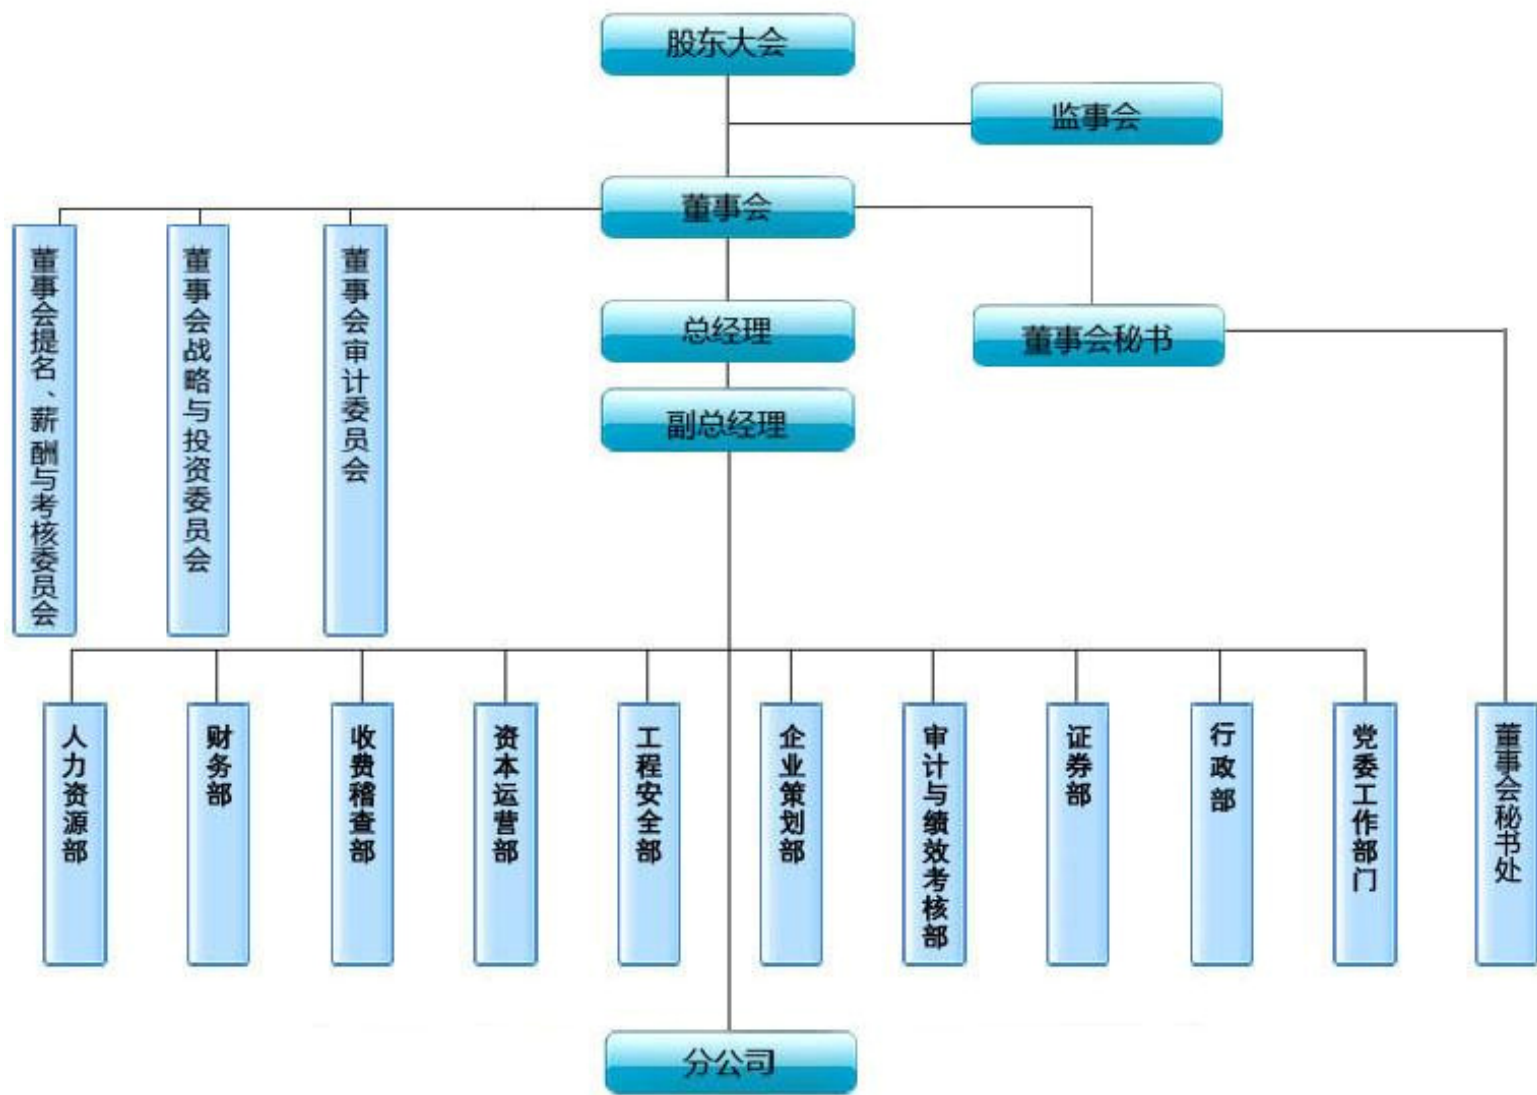 股东大会
监事会
董事会
董事会提名、薪酬与考核委员会
董事会战略与投资委员会
董事会审计委员会
总经理
董事会秘书
副总经理
人力资源部
财务部
收费稽查部
资本运营部
工程安全部
企业策划部
审计与绩效考核部
证券部
行政部
党委工作部门
董事会秘书处
分公司